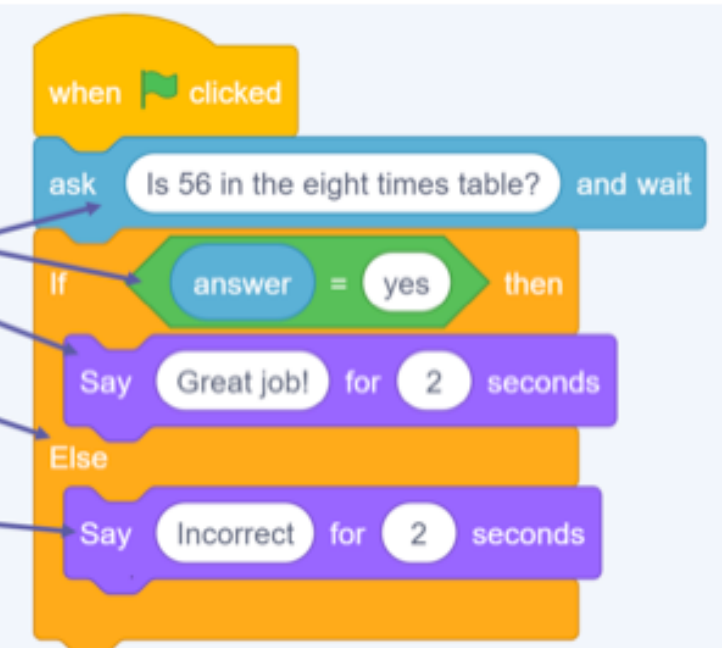 when clicked
ask Is 56 in the eight times table? and wait
If answer = yes then
Say Great job! for 2 seconds
Else
Say Incorrect for 2 seconds